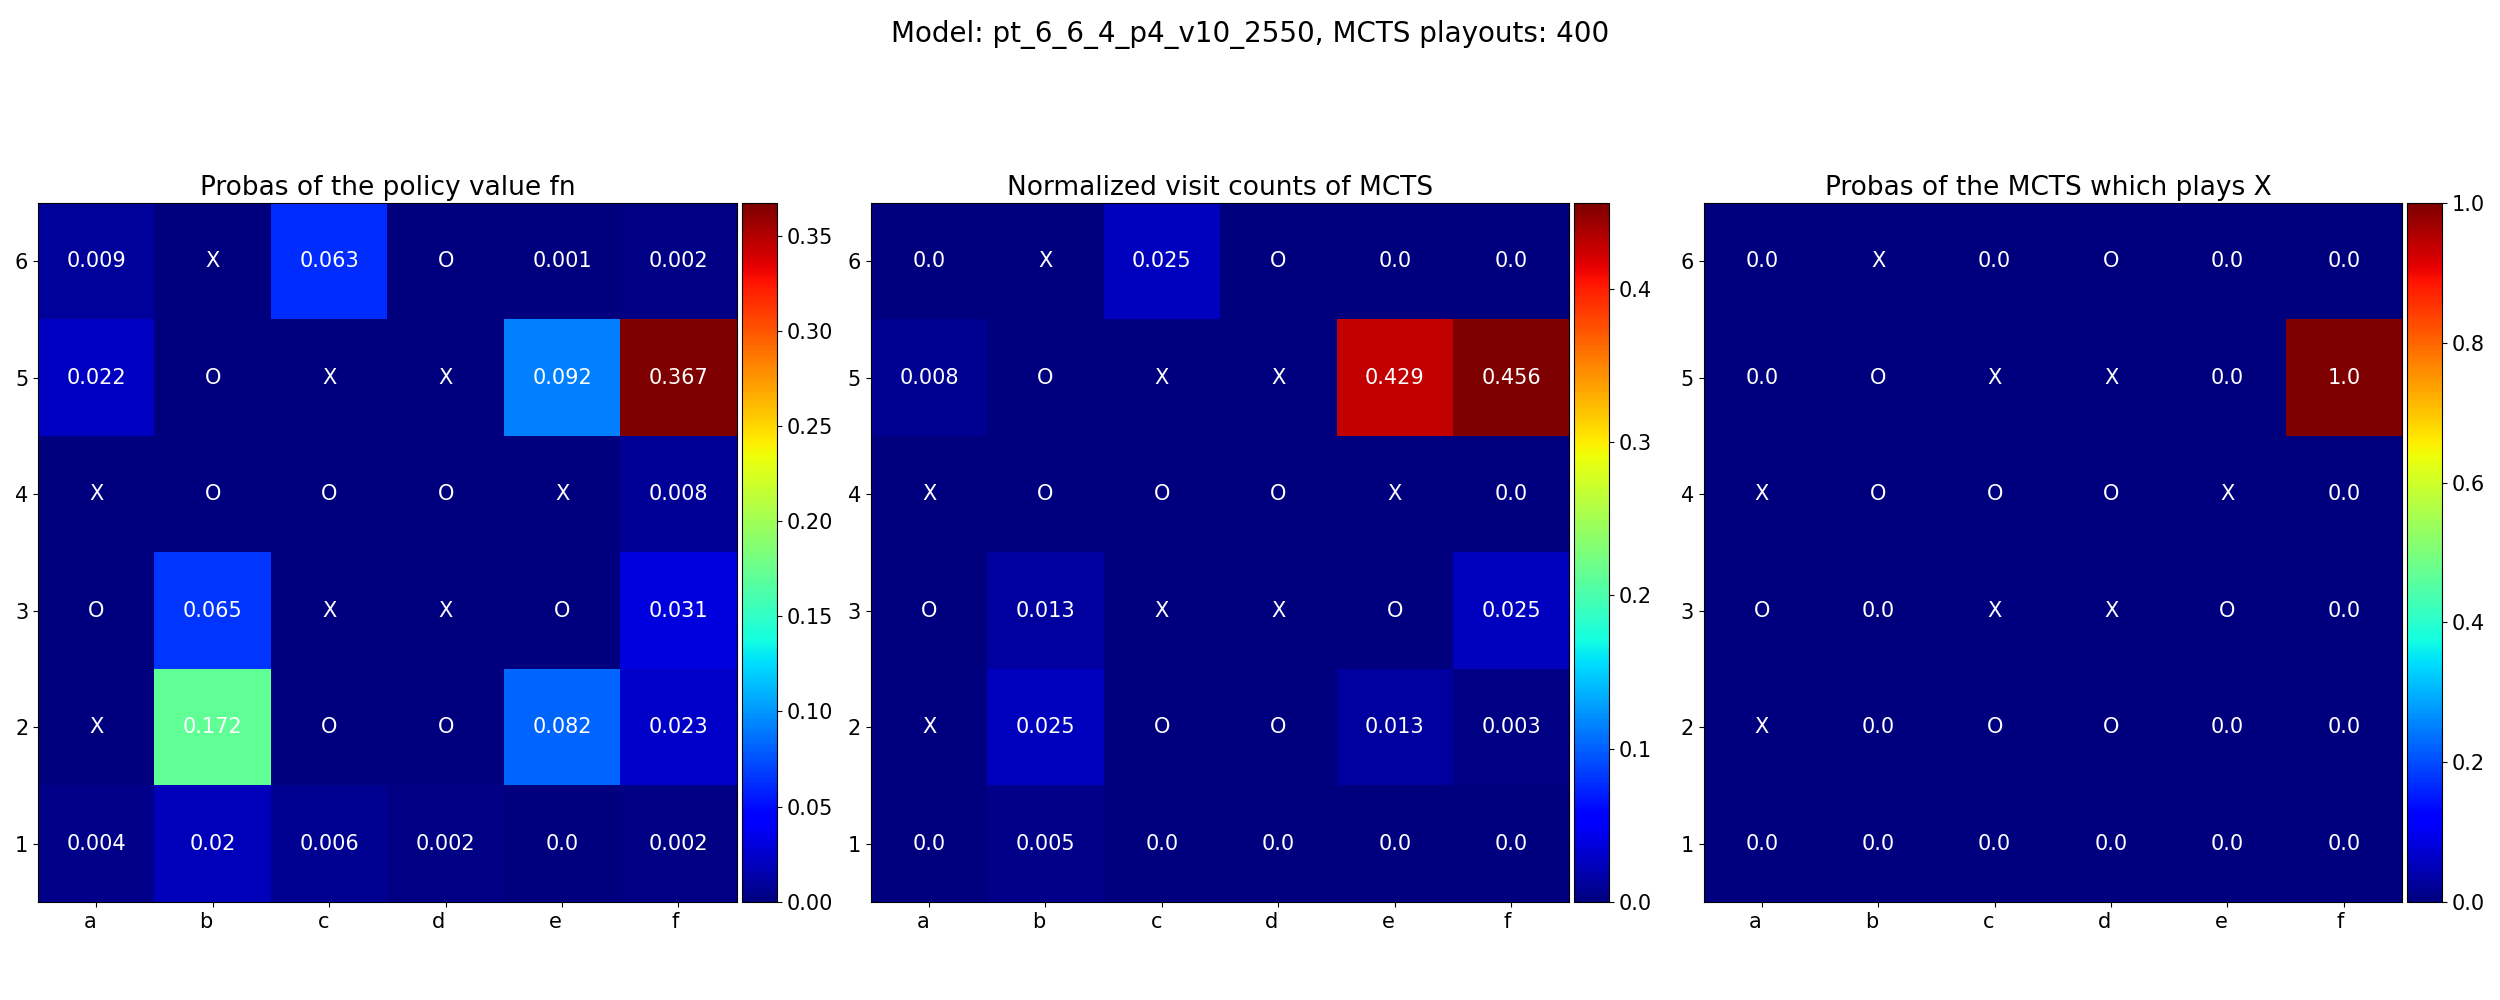 Model: pt_6_6_4_p4_v10_2550, MCTS playouts: 400
Probas of the policy value fn
6 0.009 X 0.063 O 0.001 0.002
5 0.022 O X X 0.092 0.367
4 X O O O X 0.008
3 O 0.065 X X O 0.031
2 X 0.172 O O 0.082 0.023
1 0.004 0.02 0.006 0.002 0.0 0.002
a b c d e f
0.35
0.30
0.25
0.20
0.15
0.10
0.05
0.00
Normalized visit counts of MCTS
6 0.0 X 0.025 O 0.0 0.0
5 0.008 O X X 0.429 0.456
4 X O O O X 0.0
3 O 0.013 X X O 0.025
2 X 0.025 O O 0.013 0.003
1 0.0 0.005 0.0 0.0 0.0 0.0
a b c d e f
0.4
0.3
0.2
0.1
0.0
Probas of the MCTS which plays X
6 0.0 X 0.0 O 0.0 0.0
5 0.0 O X X 0.0 1.0
4 X O O O X 0.0
3 O 0.0 X X O 0.0
2 X 0.0 O O 0.0 0.0
1 0.0 0.0 0.0 0.0 0.0 0.0
a b c d e f
1.0
0.8
0.6
0.4
0.2
0.0